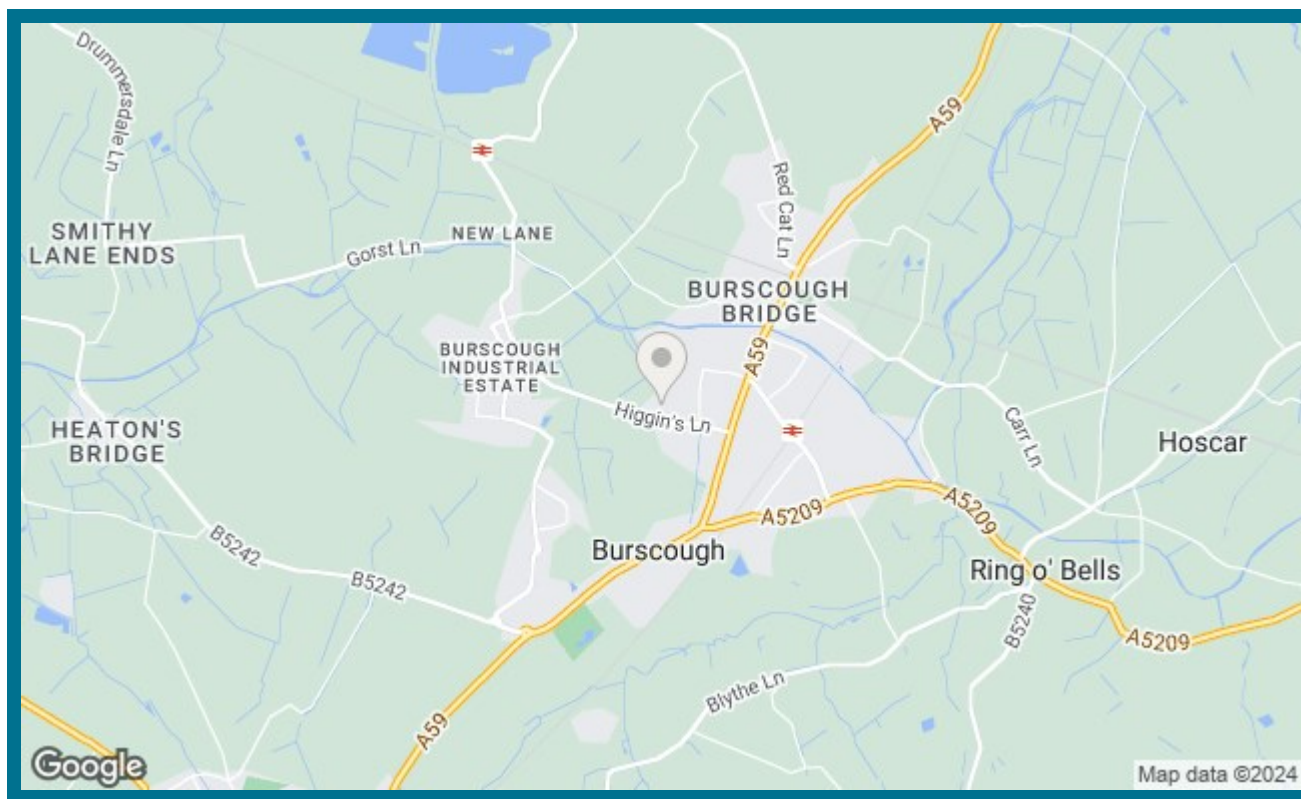 Drummersdale Ln
A59
Red Cat Ln
SMITHY
LANE ENDS
NEW LANE
Gorst Ln
BURSCOUGH
BRIDGE
BURSCOUGH
INDUSTRIAL
ESTATE
A59
Higgin's Ln
HEATON'S
BRIDGE
Carr Ln
Hoscar
A5209
A5209
B5242
Burscough
Ring o' Bells
B5242
B5240
A5209
Blythe Ln
A59
Google
Map data ©2024